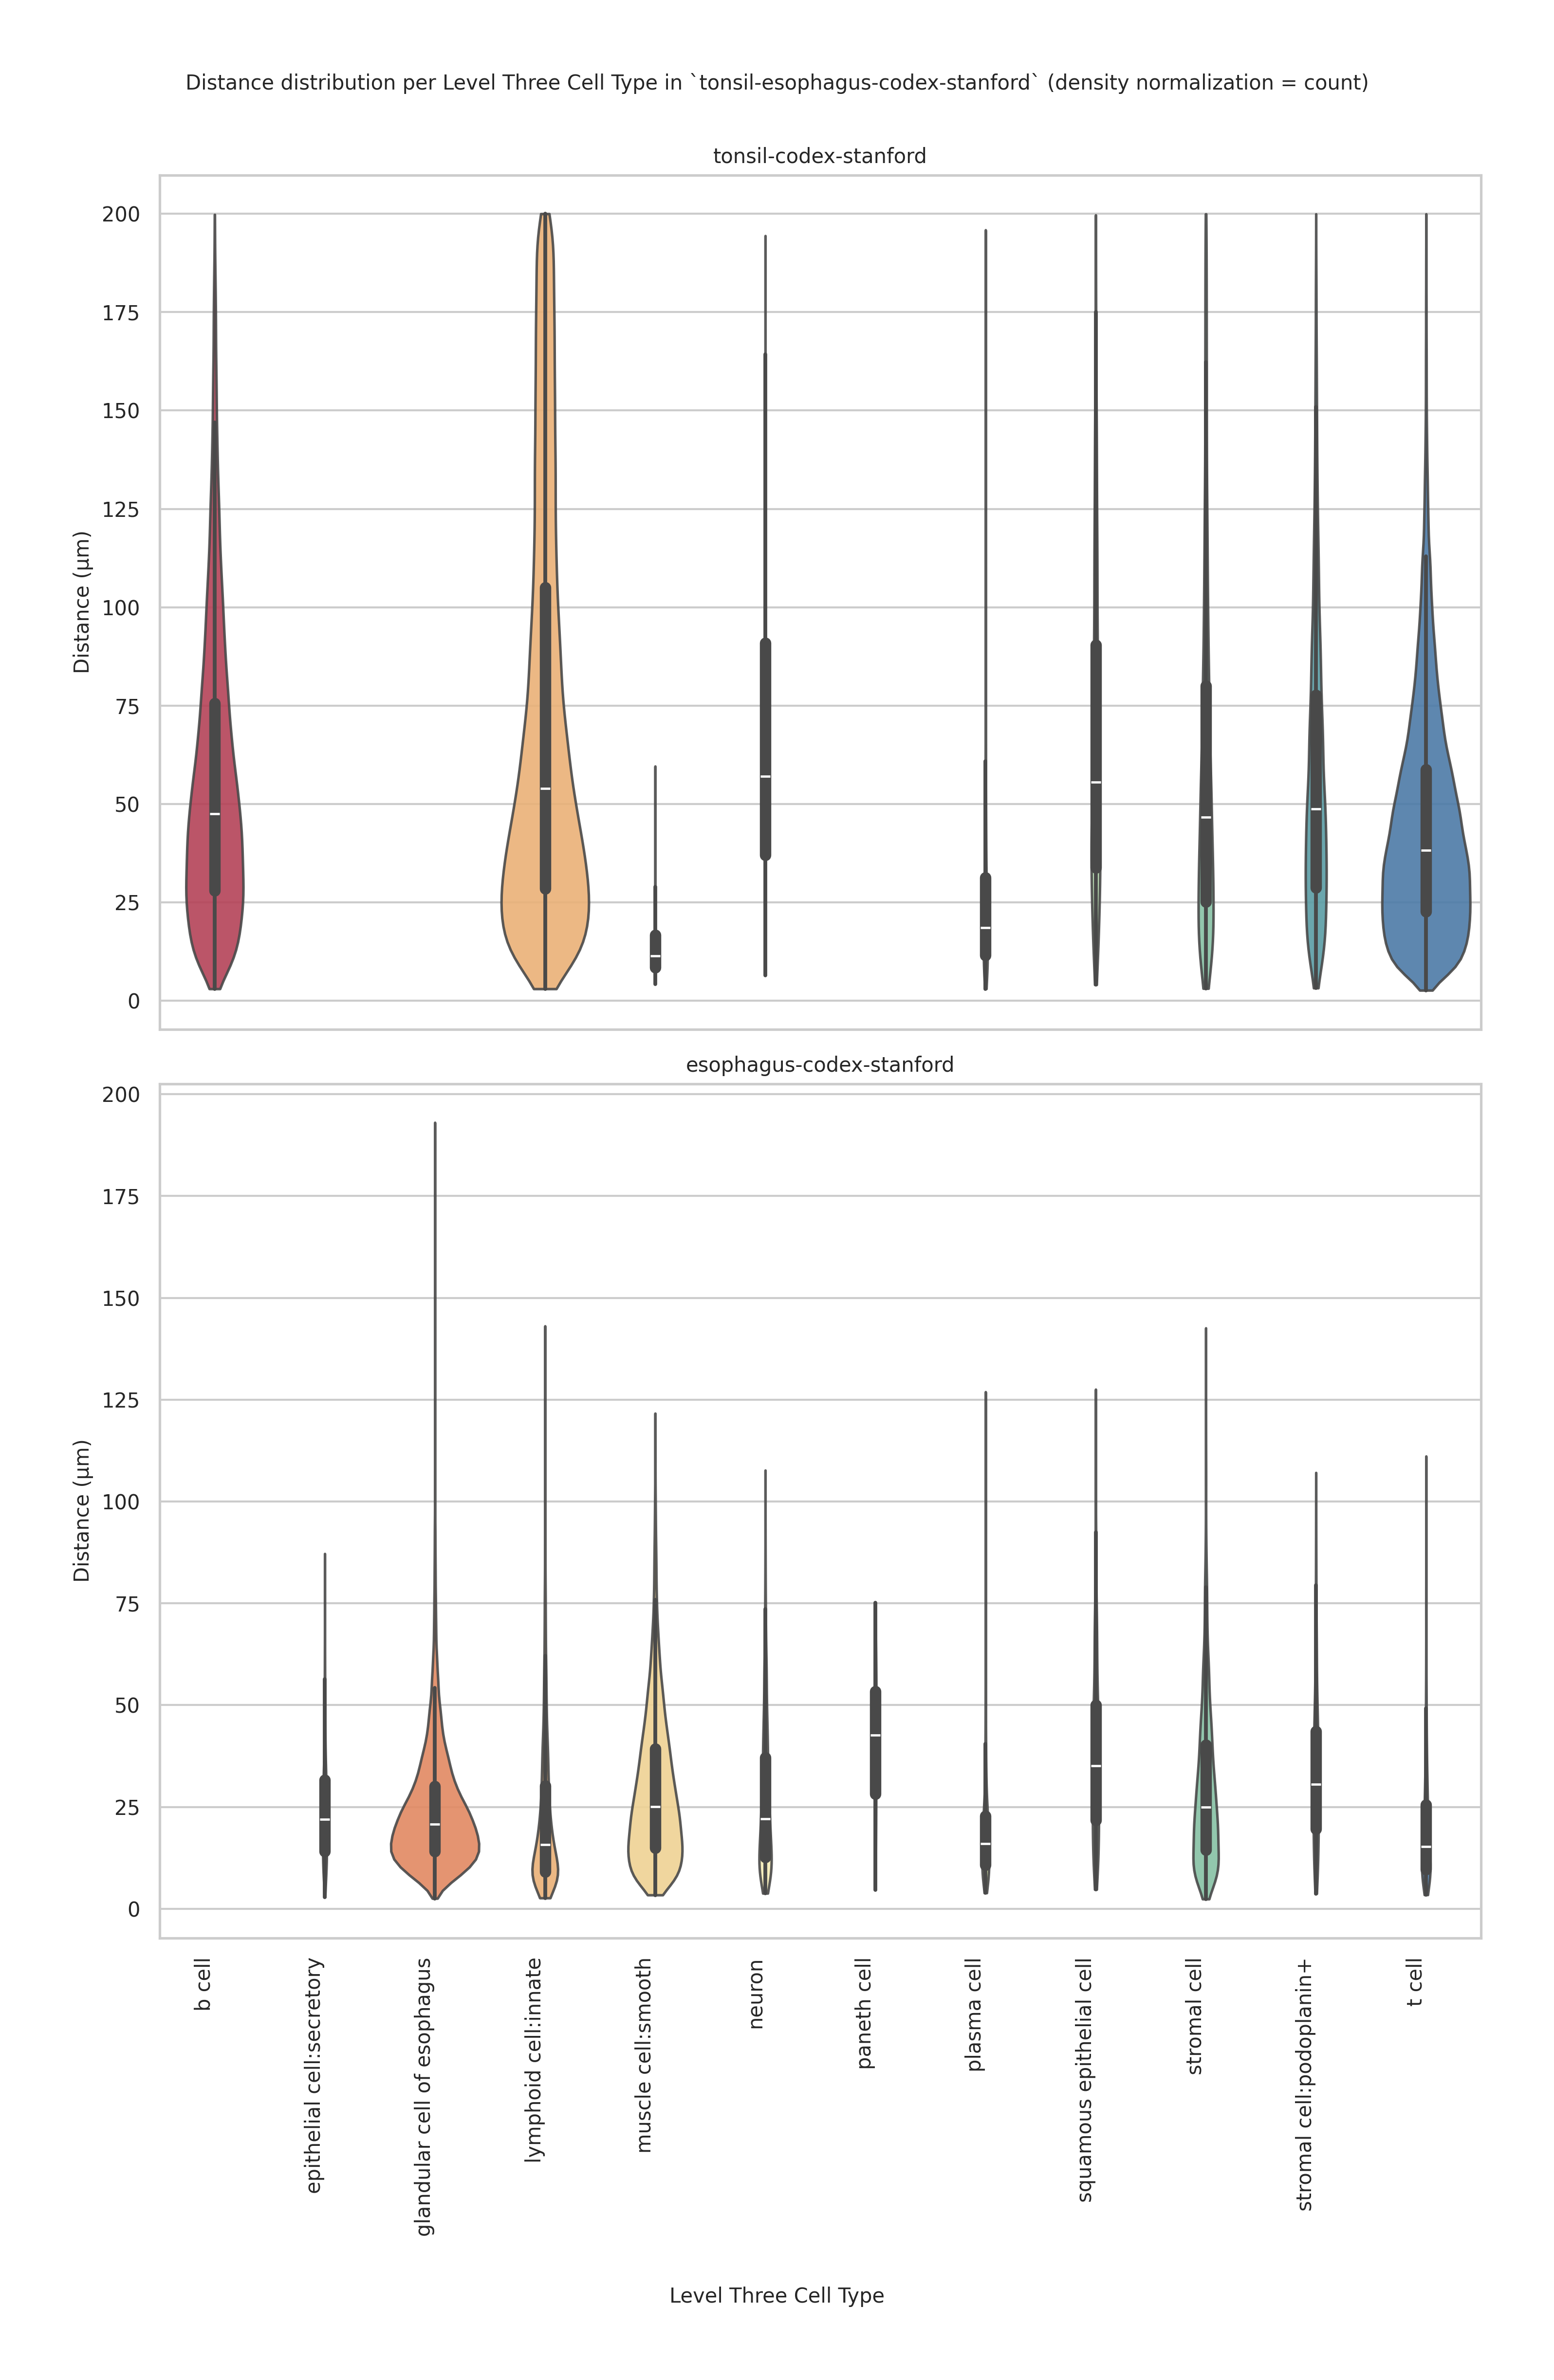 Distance distribution per Level Three Cell Type in `tonsil-esophagus-codex-stanford` (density normalization = count)
tonsil-codex-stanford
200
175
150
125
100
75
50
25
0
Distance (µm)
esophagus-codex-stanford
200
175
150
125
100
75
50
25
0
Distance (µm)
b cell
epithelial cell:secretory
glandular cell of esophagus
lymphoid cell:innate
muscle cell:smooth
neuron
paneth cell
plasma cell
squamous epithelial cell
stromal cell
stromal cell:podoplanin+
t cell
Level Three Cell Type